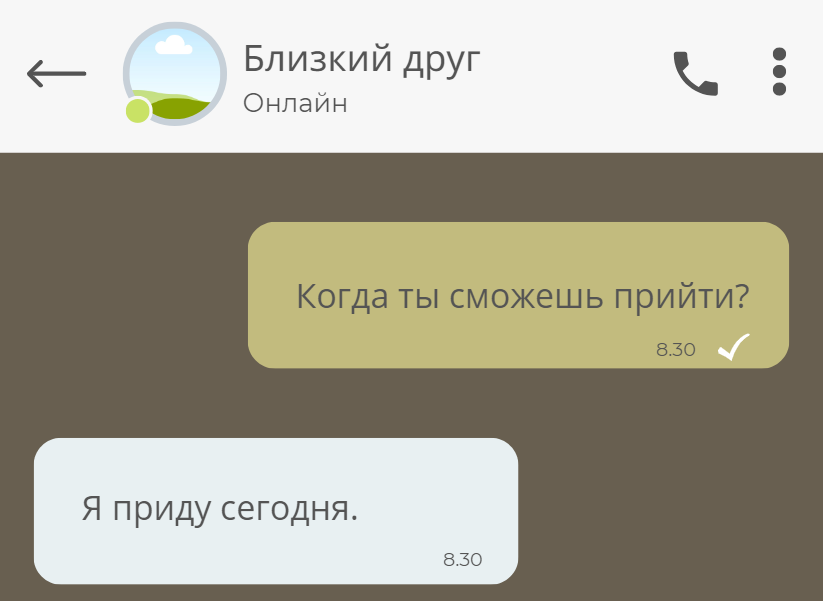 Близкий друг
Онлайн
Когда ты сможешь прийти?
8.30
Я приду сегодня.
8.30